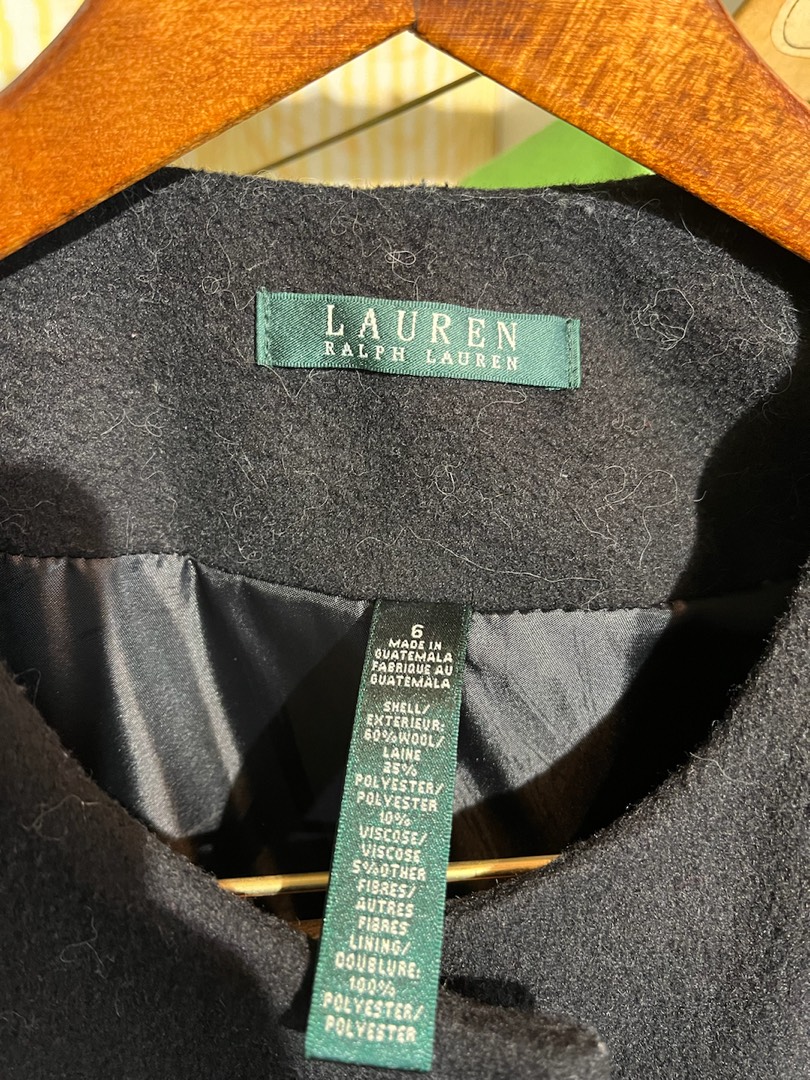 LAUREN
RALPH LAUREN
6
MADE IN
GUATEMALA
FABRIQUE AU
GUATEMALA
SHELL/
EXTERIEUR:
60%WOOL/
LAINE
25%
POLYESTER/
POLYESTER
10%
VISCOSE/
VISCOSE
5%OTHER
FIBRES/
AUTRES
FIBRES
LINING/
DOUBLURE:
100%
POLYESTER/
POLYESTER